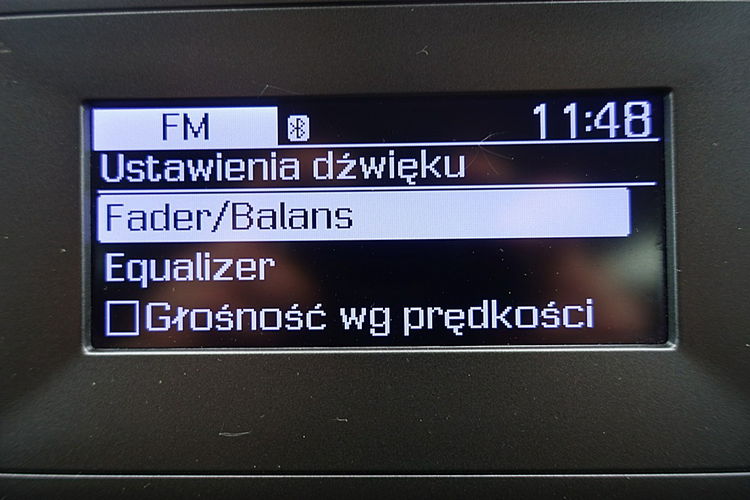 FM 11:48
Ustawienia dźwięku
Fader/Balans
Equalizer
Głośność wg prędkości